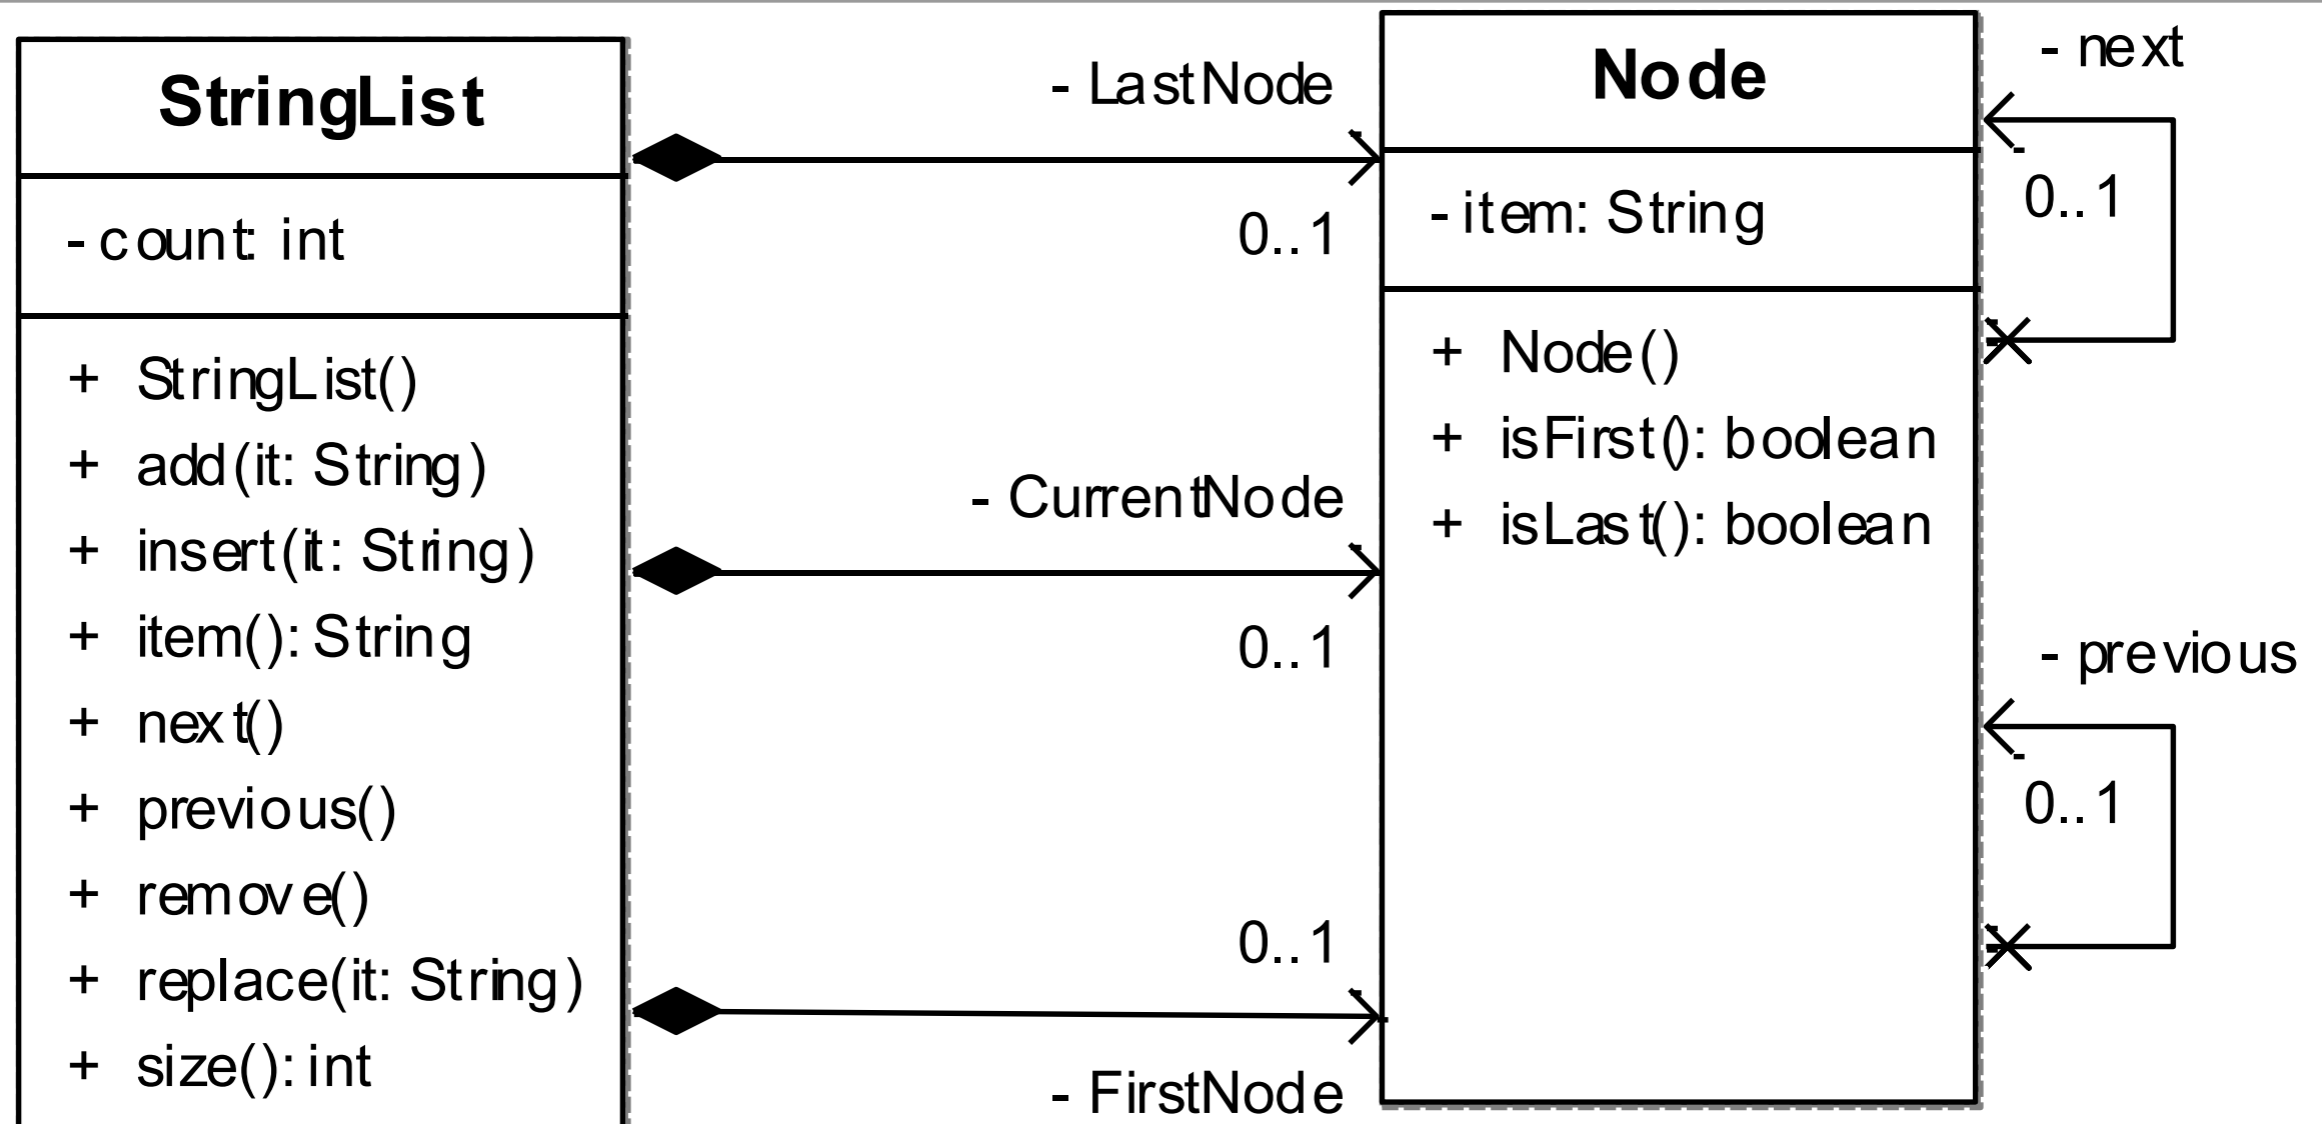 StringList
- count: int
+ StringList()
+ add(it: String)
+ insert(it: String)
+ item(): String
+ next()
+ previous()
+ remove()
+ replace(it: String)
+ size(): int
- LastNode
0..1
- CurrentNode
0..1
0..1
- FirstNode
Node
- item: String
+ Node()
+ isFirst(): boolean
+ isLast(): boolean
- next
0..1
- previous
0..1